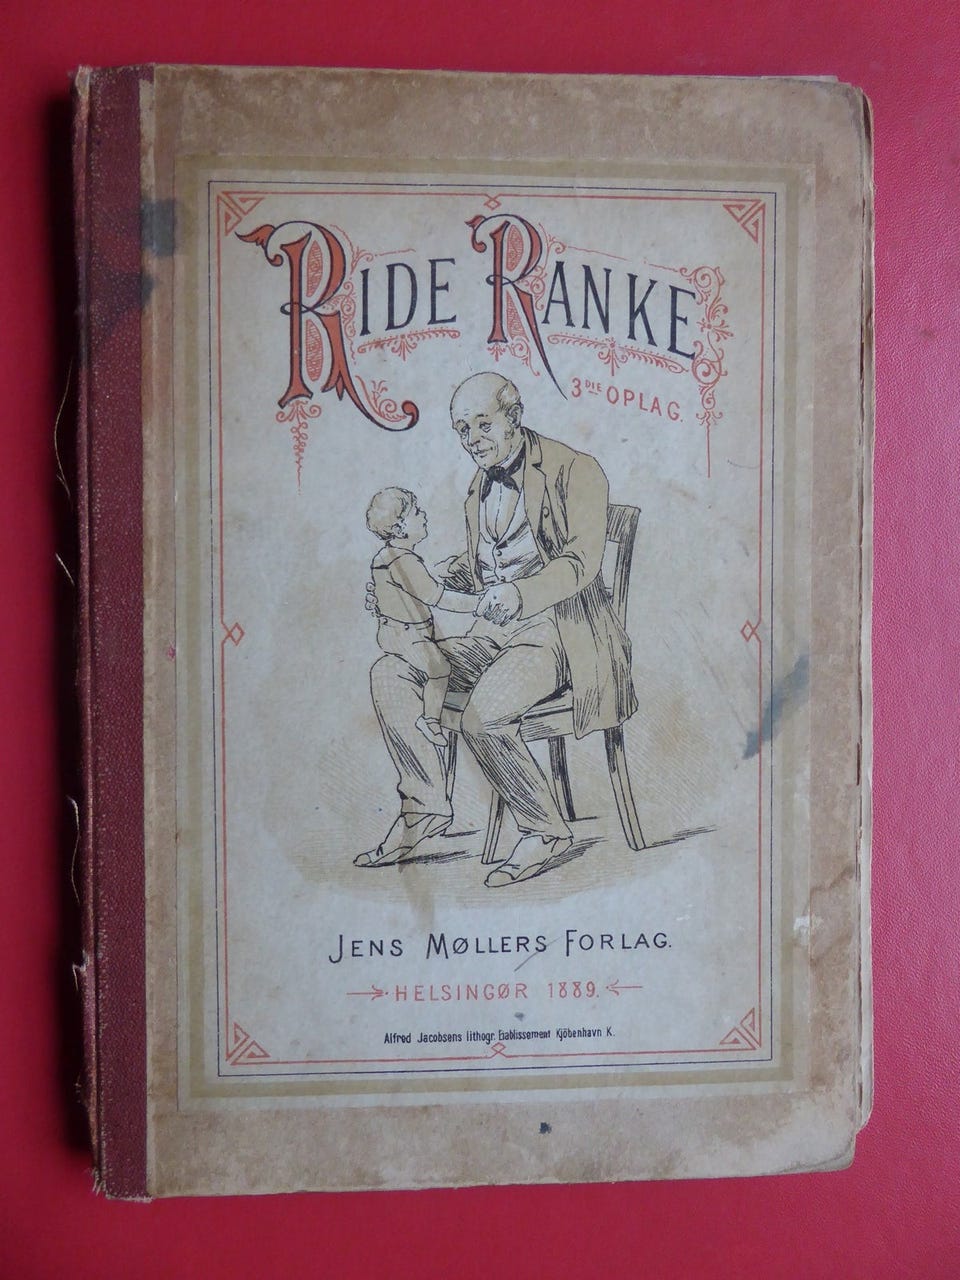 RIDE RANKE
3DIE OPLAG.
JENS MØLLERS FORLAG.
HELSINGØR 1889.
Alfred Jacobsens lithogr. Etablissement Kjöbenhavn K.